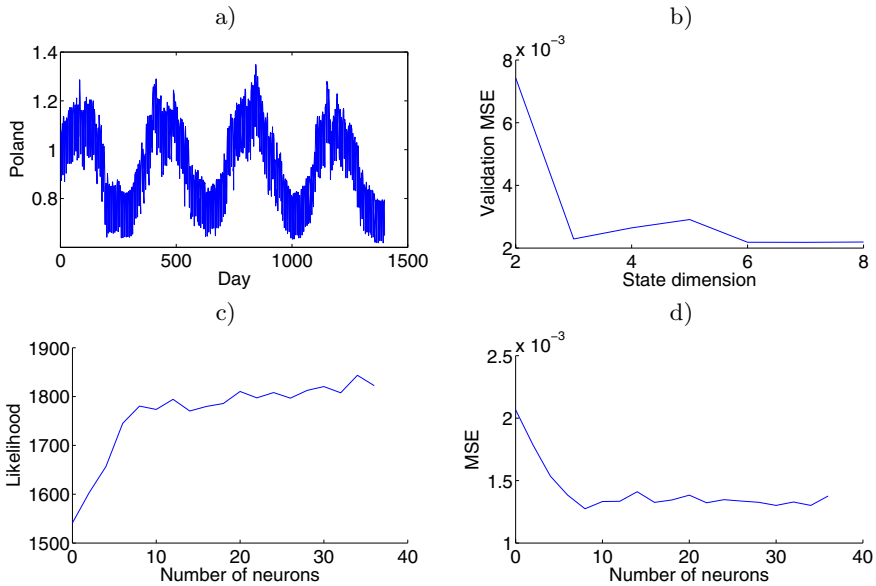 a)
1.4
1.2
1
0.8
Poland
0
500
1000
1500
Day
b)
x 10⁻³
8
6
4
2
Validation MSE
2
4
6
8
State dimension
c)
1900
1800
1700
1600
1500
Likelihood
0
10
20
30
40
Number of neurons
d)
x 10⁻³
2.5
2
1.5
1
MSE
0
10
20
30
40
Number of neurons